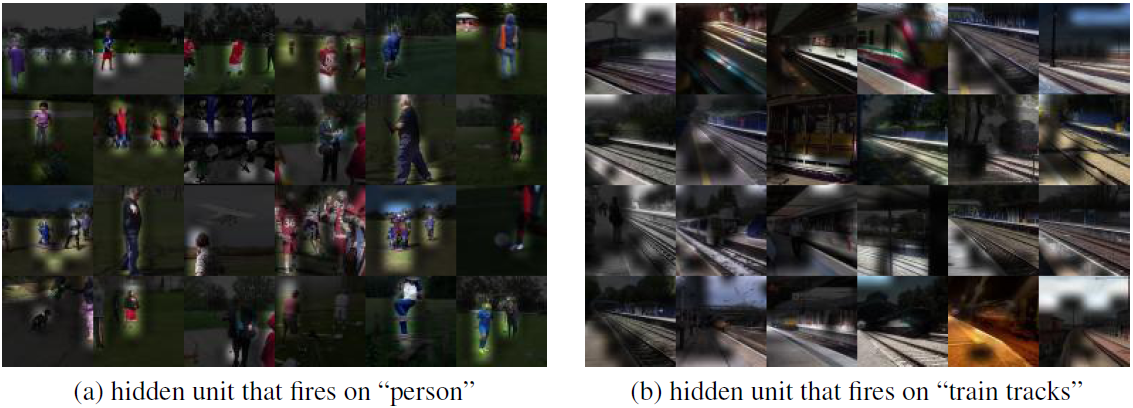 (a) hidden unit that fires on “person”
(b) hidden unit that fires on “train tracks”